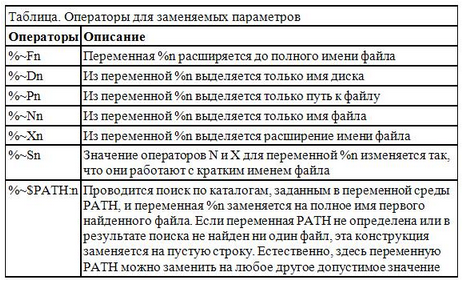 Таблица. Операторы для заменяемых параметров
Операторы Описание
%~Fn Переменная %n расширяется до полного имени файла
%~Dn Из переменной %n выделяется только имя диска
%~Pn Из переменной %n выделяется только путь к файлу
%~Nn Из переменной %n выделяется только имя файла
%~Xn Из переменной %n выделяется расширение имени файла
%~Sn Значение операторов N и X для переменной %n изменяется так,
что они работают с кратким именем файла
%~$PATH:n Проводится поиск по каталогам, заданным в переменной среды
PATH, и переменная %n заменяется на полное имя первого
найденного файла. Если переменная PATH не определена или в
результате поиска не найден ни один файл, эта конструкция
заменяется на пустую строку. Естественно, здесь переменную
PATH можно заменить на любое другое допустимое значение